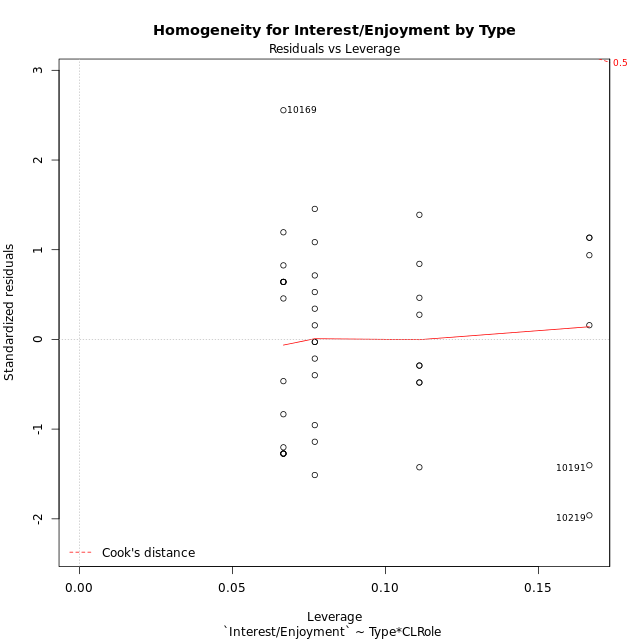 Homogeneity for Interest/Enjoyment by Type
Residuals vs Leverage
0.5
3
2
1
0
-1
-2
Standardized residuals
10169
10191
10219
Cook's distance
0.00
0.05
0.10
0.15
Leverage
`Interest/Enjoyment` ~ Type*CLRole